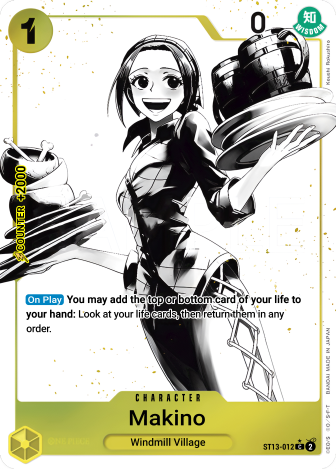 1
0
知
WISDOM
Keuchi Rokushiro
COUNTER +2000
On Play You may add the top or bottom card of your life to
your hand: Look at your life cards, then return them in any
order.
CHARACTER
Makino
Windmill Village
ST13-012 C 2
BANDAI MADE IN JAPAN